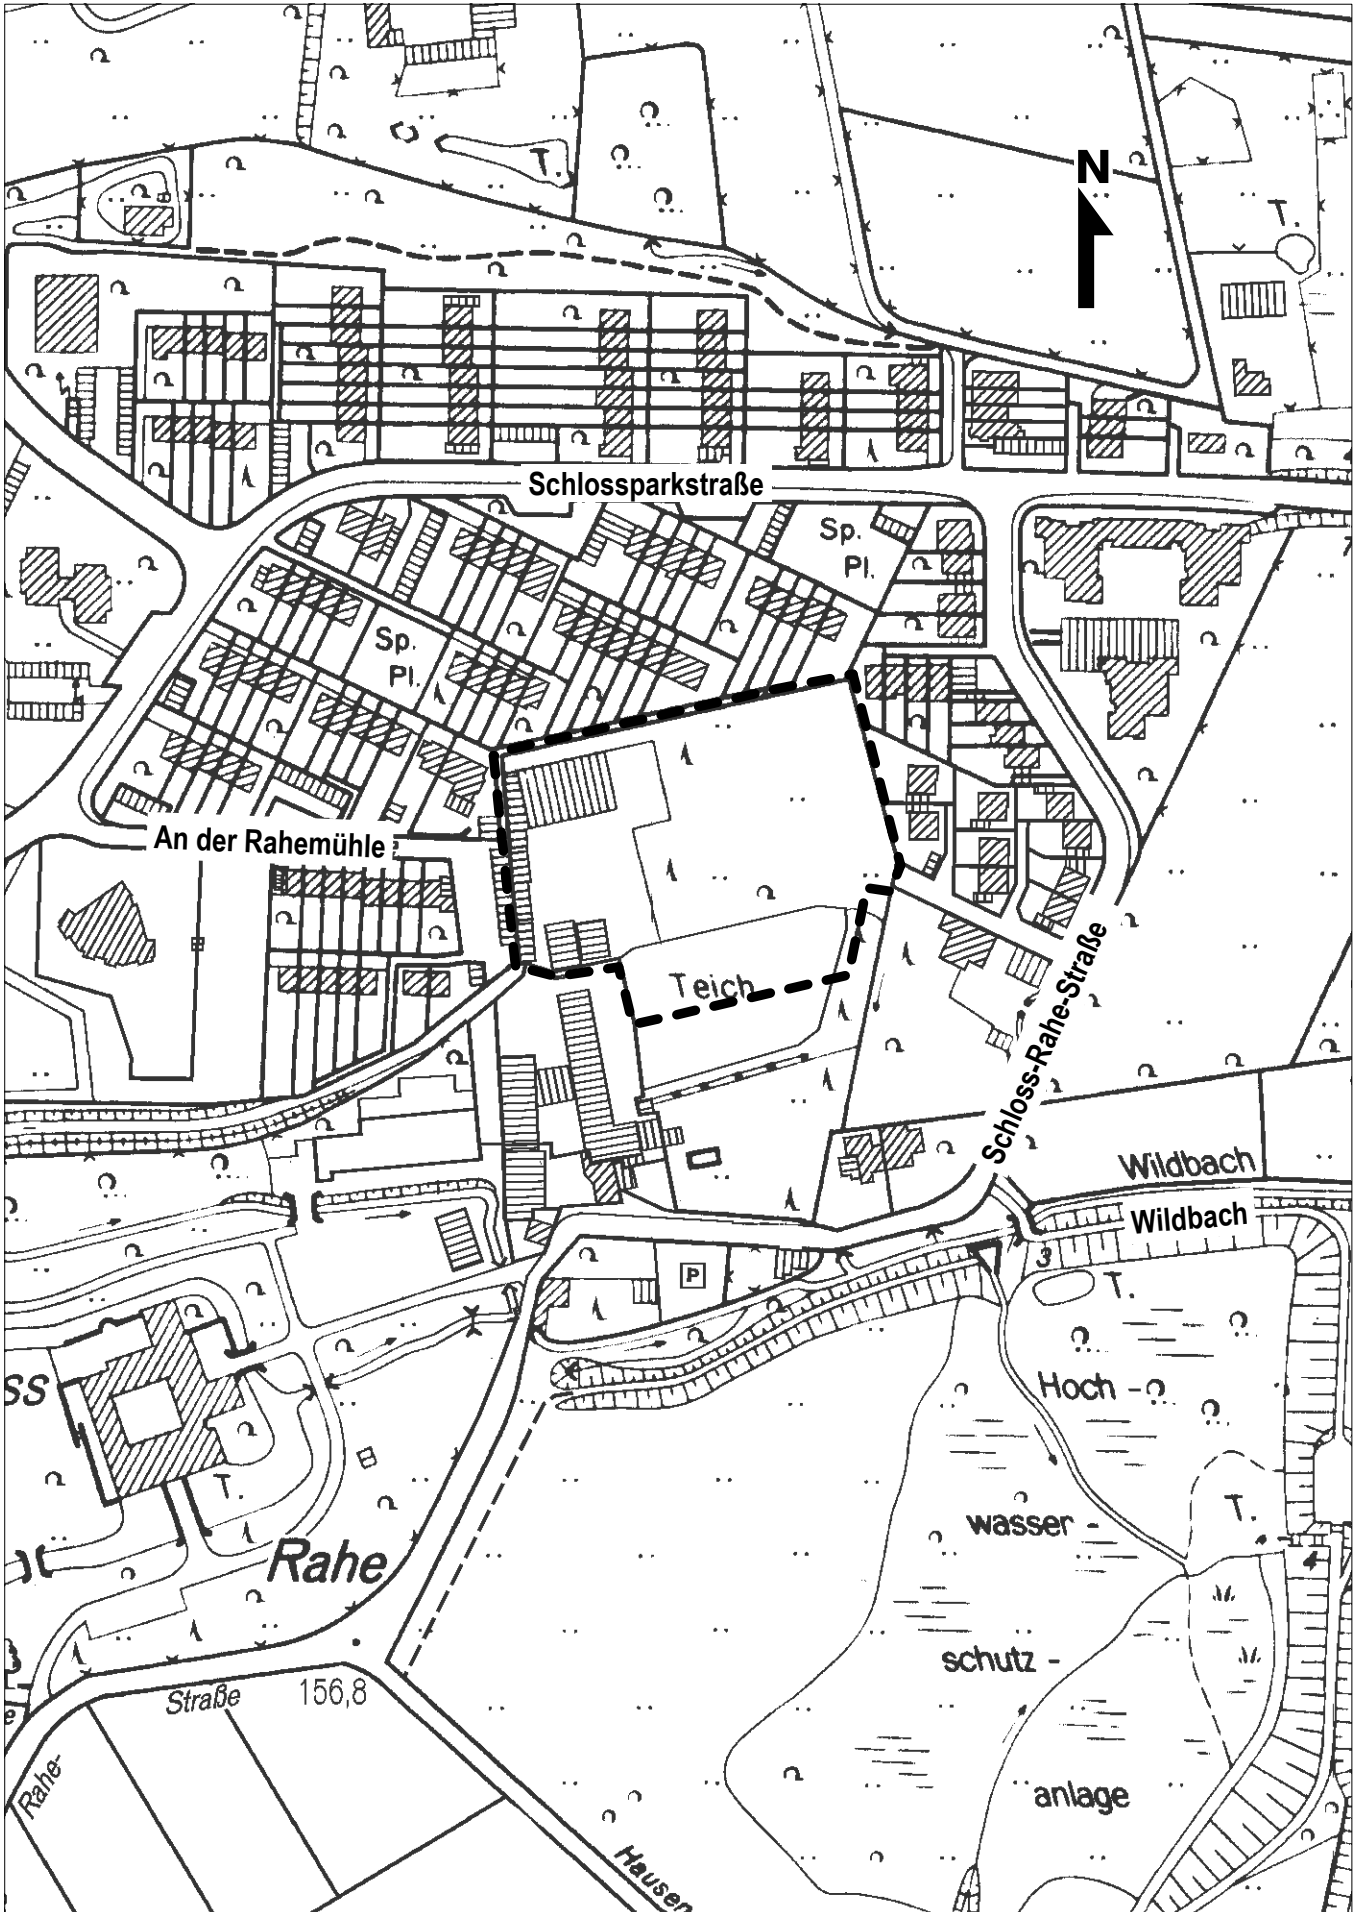 T.
N
T.
Schlossparkstraße
Sp.
Pl.
Sp.
Pl.
An der Rahemühle
Teich
Schloss-Rahe-Straße
Wildbach
Wildbach
3
T.
P
SS
Hoch -
T.
wasser -
T.
4
Rahe
schutz -
Straße
156,8
Rahe-
anlage
Hausen